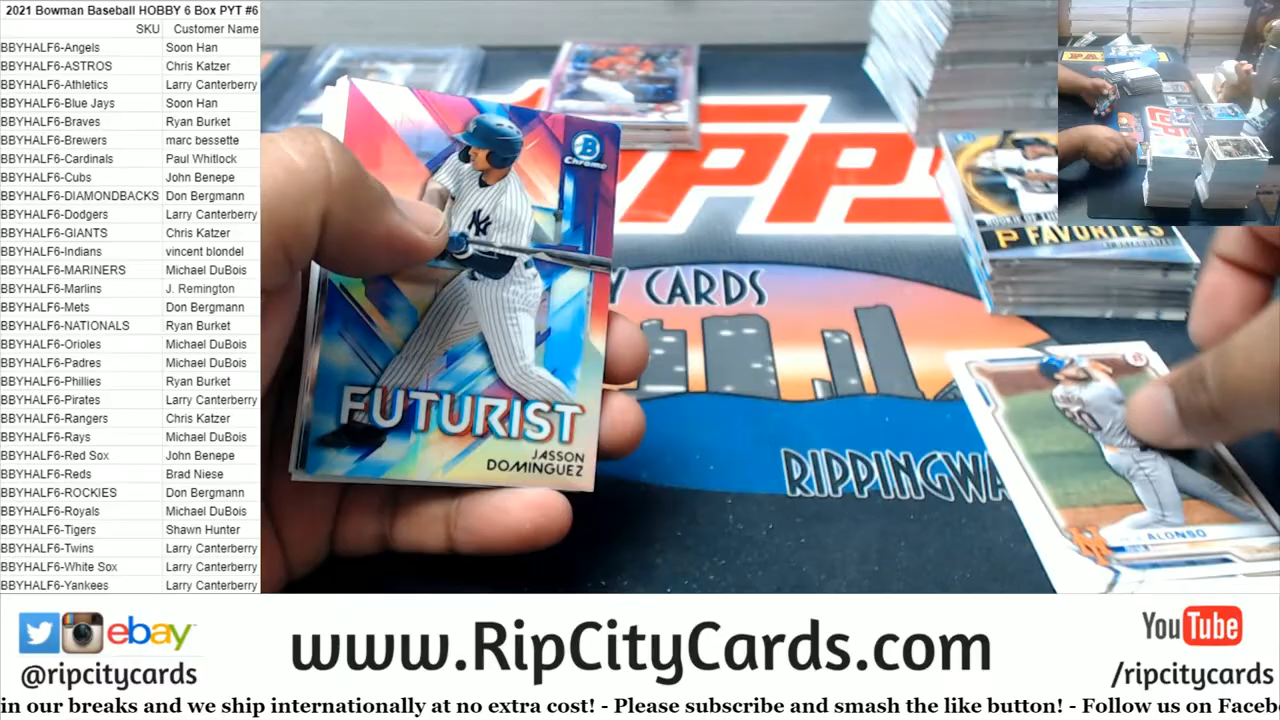 2021 Bowman Baseball HOBBY 6 Box PYT #6
SKU Customer Name
BBYHALF6-Angels Soon Han
BBYHALF6-ASTROS Chris Katzer
BBYHALF6-Athletics Larry Canterberry
BBYHALF6-Blue Jays Soon Han
BBYHALF6-Braves Ryan Burket
BBYHALF6-Brewers marc bessette
BBYHALF6-Cardinals Paul Whitlock
BBYHALF6-Cubs John Benepe
BBYHALF6-DIAMONDBACKS Don Bergmann
BBYHALF6-Dodgers Larry Canterberry
BBYHALF6-GIANTS Chris Katzer
BBYHALF6-Indians vincent blondel
BBYHALF6-MARINERS Michael DuBois
BBYHALF6-Marlins J. Remington
BBYHALF6-Mets Don Bergmann
BBYHALF6-NATIONALS Ryan Burket
BBYHALF6-Orioles Michael DuBois
BBYHALF6-Padres Michael DuBois
BBYHALF6-Phillies Ryan Burket
BBYHALF6-Pirates Larry Canterberry
BBYHALF6-Rangers Chris Katzer
BBYHALF6-Rays Michael DuBois
BBYHALF6-Red Sox John Benepe
BBYHALF6-Reds Brad Niese
BBYHALF6-ROCKIES Don Bergmann
BBYHALF6-Royals Michael DuBois
BBYHALF6-Tigers Shawn Hunter
BBYHALF6-Twins Larry Canterberry
BBYHALF6-White Sox Larry Canterberry
BBYHALF6-Yankees Larry Canterberry
B
Chrome
NY
FUTURIST
JASSON
DOMINGUEZ
PP
Y CARDS
RIPPINGWA
P FAVORITES
ALONSO
ebay
@ripcitycards
www.RipCityCards.com
YouTube
/ripcitycards
in our breaks and we ship internationally at no extra cost! - Please subscribe and smash the like button! - Follow us on Faceb